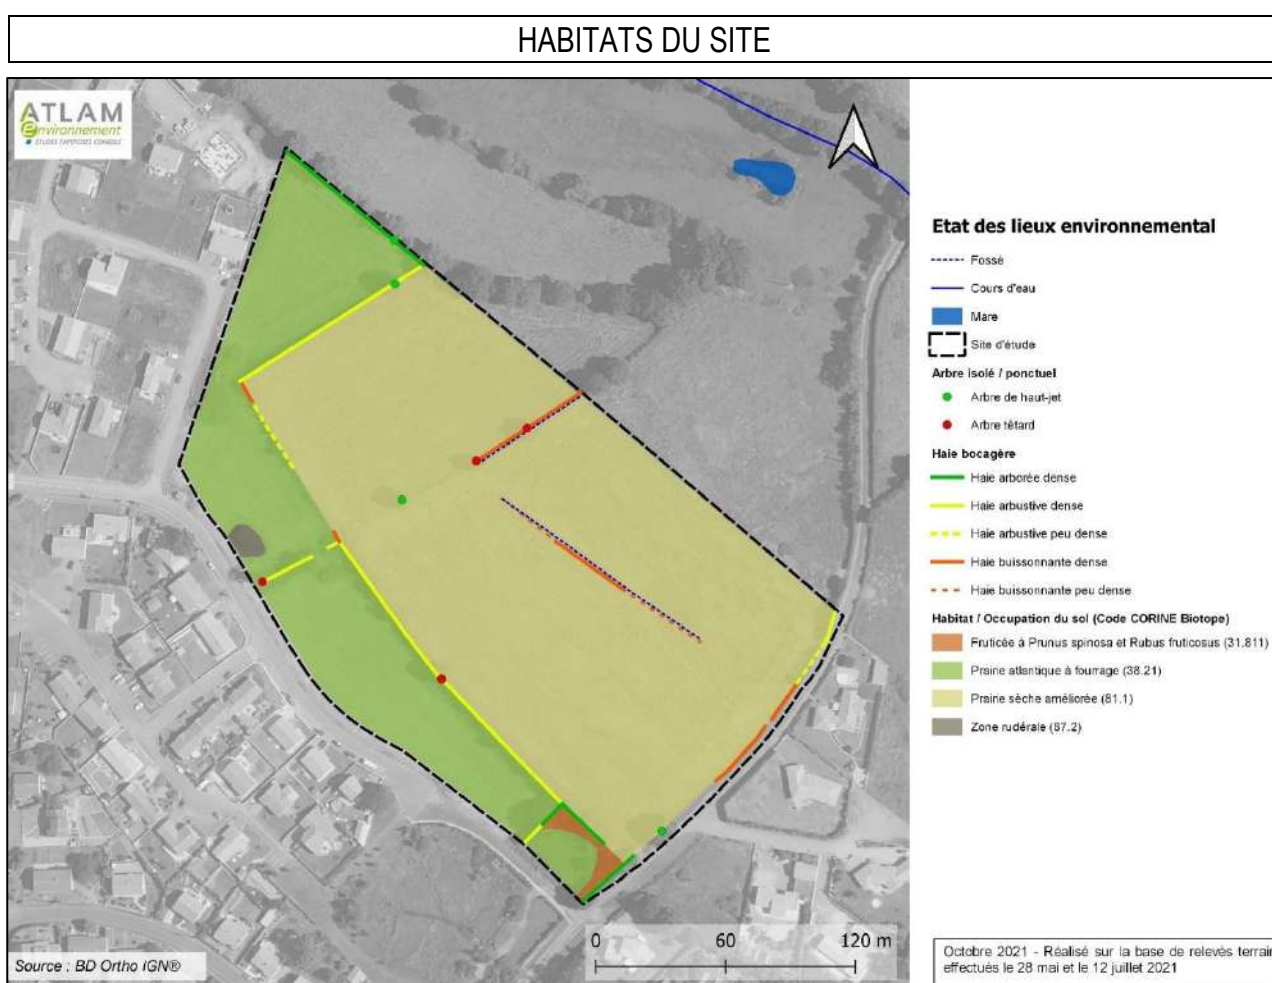 HABITATS DU SITE
ATLAM
environnement
Etat des lieux environnemental
Fossé
Cours d'eau
Mare
Site d'étude
Arbre isolé / ponctuel
Arbre de haut-jet
Arbre têtard
Haie bocagère
Haie arborée dense
Haie arbustive dense
Haie arbustive peu dense
Haie buissonnante dense
Haie buissonnante peu dense
Habitat / Occupation du sol (Code CORINE Biotope)
Fruticée à Prunus spinosa et Rubus fruticosus (31.811)
Prairie atlantique à fourrage (38.21)
Prairie sèche améliorée (81.1)
Zone rudérale (87.2)
0 60 120 m
Source : BD Ortho IGN®
Octobre 2021 - Réalisé sur la base de relevés terrain
effectués le 28 mai et le 12 juillet 2021